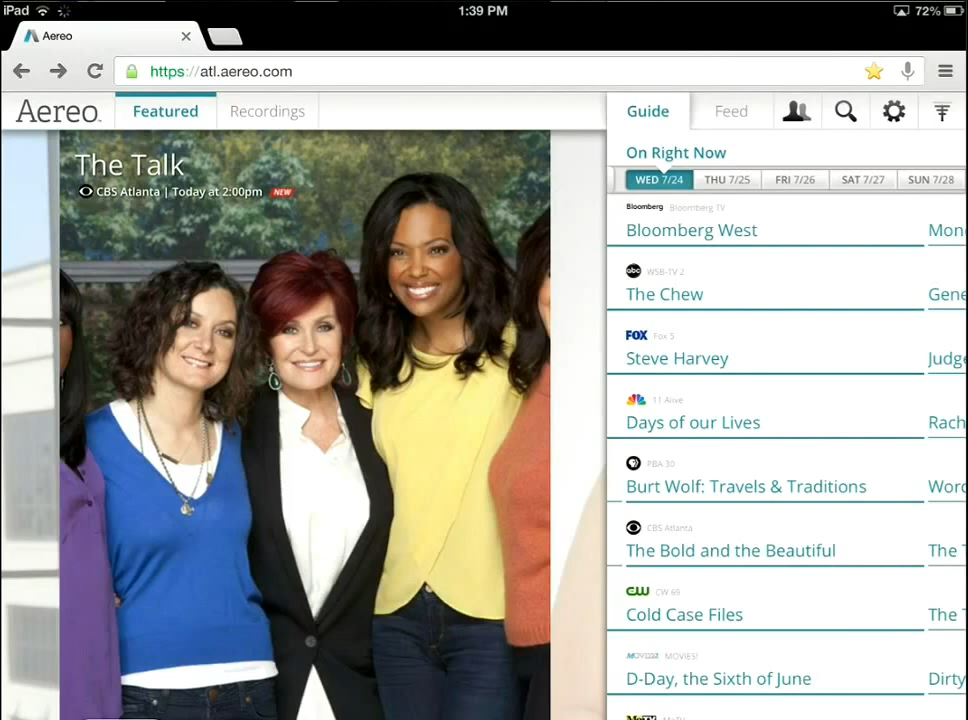 iPad 1:39 PM 72%
Aereo
https://atl.aereo.com
Aereo Featured Recordings Guide Feed
The Talk
CBS Atlanta | Today at 2:00pm NEW
On Right Now
WED 7/24 THU 7/25 FRI 7/26 SAT 7/27 SUN 7/28
Bloomberg Bloomberg TV
Bloomberg West Mon
abc WSB-TV 2
The Chew Gene
FOX Fox 5
Steve Harvey Judge
11 Alive
Days of our Lives Rach
PBA 30
Burt Wolf: Travels & Traditions Word
CBS Atlanta
The Bold and the Beautiful The
CW CW 69
Cold Case Files The
MOVIES! MOVIES!
D-Day, the Sixth of June Dirty
MeTV MeTV